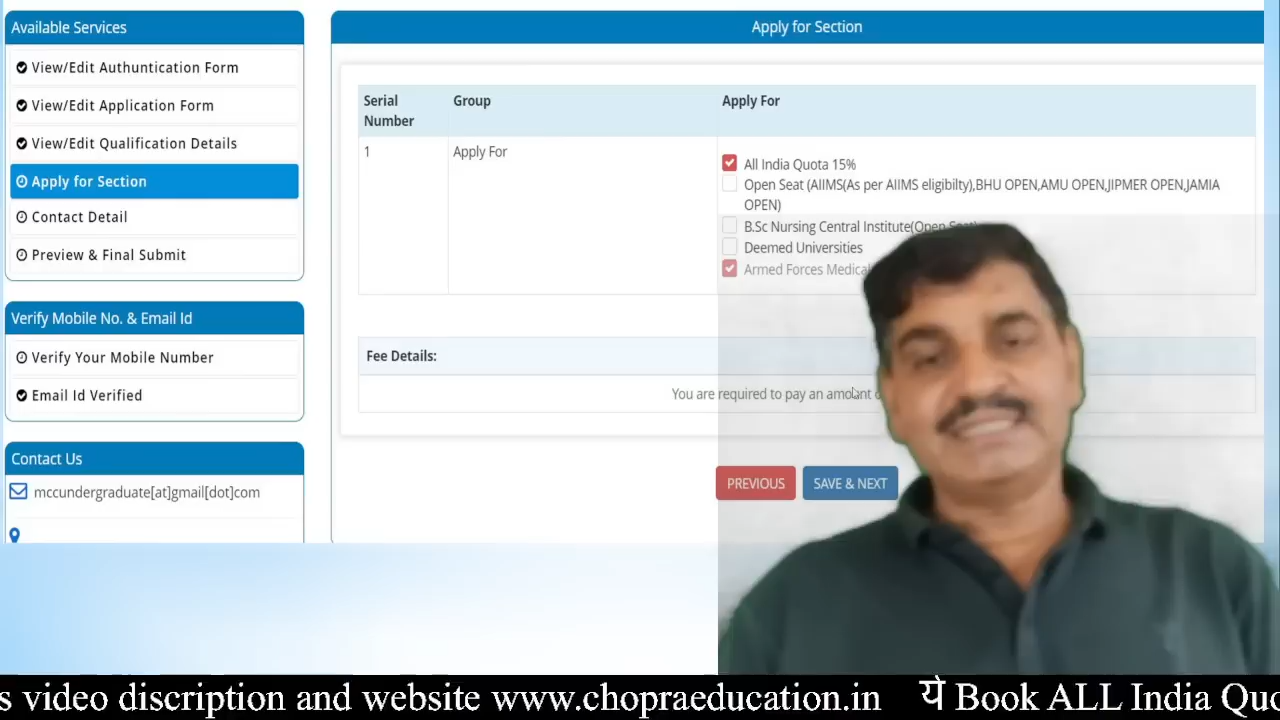 Available Services
View/Edit Authuntication Form
View/Edit Application Form
View/Edit Qualification Details
Apply for Section
Contact Detail
Preview & Final Submit
Verify Mobile No. & Email Id
Verify Your Mobile Number
Email Id Verified
Contact Us
mccundergraduate[at]gmail[dot]com
Apply for Section
Serial Number
Group
Apply For
1
Apply For
All India Quota 15%
Open Seat (AIIMS(As per AIIMS eligibilty),BHU OPEN,AMU OPEN,JIPMER OPEN,JAMIA
OPEN)
B.Sc Nursing Central Institute(Open Seat)
Deemed Universities
Armed Forces Medical
Fee Details:
You are required to pay an amount
PREVIOUS
SAVE & NEXT
s video discription and website www.chopraeducation.in ये Book ALL India Quo